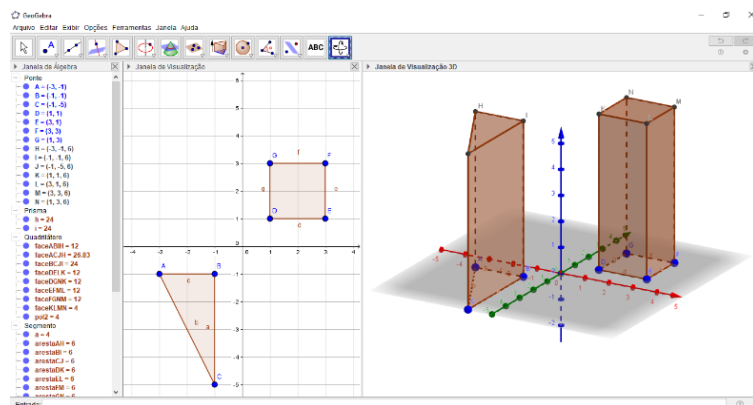 GeoGebra
Arquivo Editar Exibir Opções Ferramentas Janela Ajuda
ABC
Janela de Álgebra
Janela de Visualização
Janela de Visualização 3D
Ponto
A = (-3, -1)
B = (-1, -1)
C = (-1, -5)
D = (1, 1)
E = (3, 1)
F = (3, 3)
G = (1, 3)
H = (-3, -1, 6)
I = (-1, -1, 6)
J = (-1, -5, 6)
K = (1, 1, 6)
L = (3, 1, 6)
M = (3, 3, 6)
N = (1, 3, 6)
Prisma
h = 24
i = 24
Quadrilátero
faceABIH = 12
faceACJH = 26.83
faceBCJI = 24
faceDELK = 12
faceDGNK = 12
faceEFML = 12
faceFGNM = 12
faceKLMN = 4
pol2 = 4
Segmento
a = 4
arestaAH = 6
arestaBI = 6
arestaCJ = 6
arestaDK = 6
arestaEL = 6
arestaFM = 6
arestaGN = 6
Entrada: